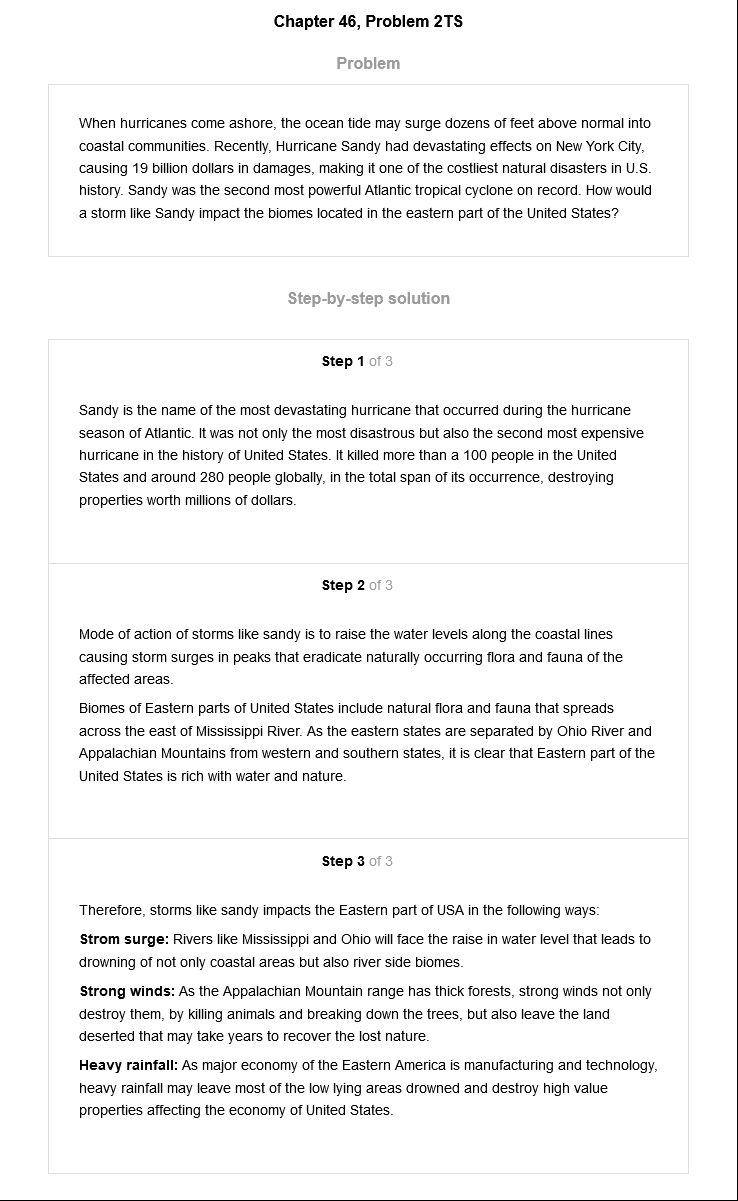 Chapter 46, Problem 2TS
Problem
When hurricanes come ashore, the ocean tide may surge dozens of feet above normal into
coastal communities. Recently, Hurricane Sandy had devastating effects on New York City,
causing 19 billion dollars in damages, making it one of the costliest natural disasters in U.S.
history. Sandy was the second most powerful Atlantic tropical cyclone on record. How would
a storm like Sandy impact the biomes located in the eastern part of the United States?
Step-by-step solution
Step 1 of 3
Sandy is the name of the most devastating hurricane that occurred during the hurricane
season of Atlantic. It was not only the most disastrous but also the second most expensive
hurricane in the history of United States. It killed more than a 100 people in the United
States and around 280 people globally, in the total span of its occurrence, destroying
properties worth millions of dollars.
Step 2 of 3
Mode of action of storms like sandy is to raise the water levels along the coastal lines
causing storm surges in peaks that eradicate naturally occurring flora and fauna of the
affected areas.
Biomes of Eastern parts of United States include natural flora and fauna that spreads
across the east of Mississippi River. As the eastern states are separated by Ohio River and
Appalachian Mountains from western and southern states, it is clear that Eastern part of the
United States is rich with water and nature.
Step 3 of 3
Therefore, storms like sandy impacts the Eastern part of USA in the following ways:
Strom surge: Rivers like Mississippi and Ohio will face the raise in water level that leads to
drowning of not only coastal areas but also river side biomes.
Strong winds: As the Appalachian Mountain range has thick forests, strong winds not only
destroy them, by killing animals and breaking down the trees, but also leave the land
deserted that may take years to recover the lost nature.
Heavy rainfall: As major economy of the Eastern America is manufacturing and technology,
heavy rainfall may leave most of the low lying areas drowned and destroy high value
properties affecting the economy of United States.